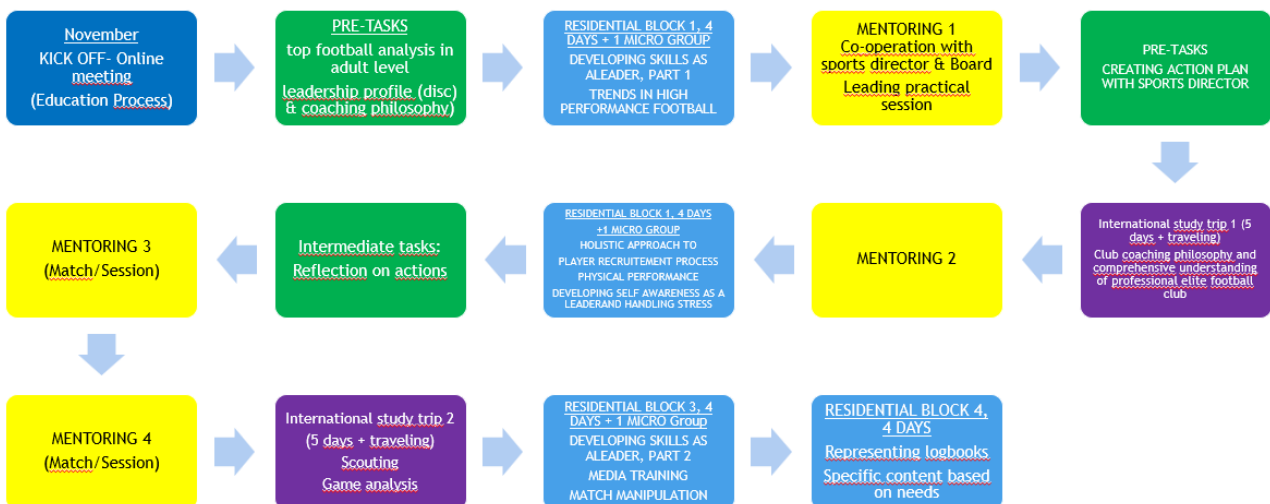 November
KICK OFF- Online
meeting
(Education Process)
PRE-TASKS
top football analysis in
adult level
leadership profile (disc)
& coaching philosophy)
RESIDENTIAL BLOCK 1, 4
DAYS + 1 MICRO GROUP
DEVELOPING SKILLS AS
ALEADER, PART 1
TRENDS IN HIGH
PERFORMANCE FOOTBALL
MENTORING 1
Co-operation with
sports director & Board
Leading practical
session
PRE-TASKS
CREATING ACTION PLAN
WITH SPORTS DIRECTOR
MENTORING 3
(Match/Session)
Intermediate tasks:
Reflection on actions
RESIDENTIAL BLOCK 1, 4 DAYS
+1 MICRO GROUP
HOLISTIC APPROACH TO
PLAYER RECRUITEMENT PROCESS
PHYSICAL PERFORMANCE
DEVELOPING SELF AWARENESS AS A
LEADERAND HANDLING STRESS
MENTORING 2
International study trip 1 (5
days + traveling)
Club coaching philosophy and
comprehensive understanding
of professional elite football
club
MENTORING 4
(Match/Session)
International study trip 2
(5 days + traveling)
Scouting
Game analysis
RESIDENTIAL BLOCK 3, 4
DAYS + 1 MICRO Group
DEVELOPING SKILLS AS
ALEADER, PART 2
MEDIA TRAINING
MATCH MANIPULATION
RESIDENTIAL BLOCK 4,
4 DAYS
Representing logbooks
Specific content based
on needs